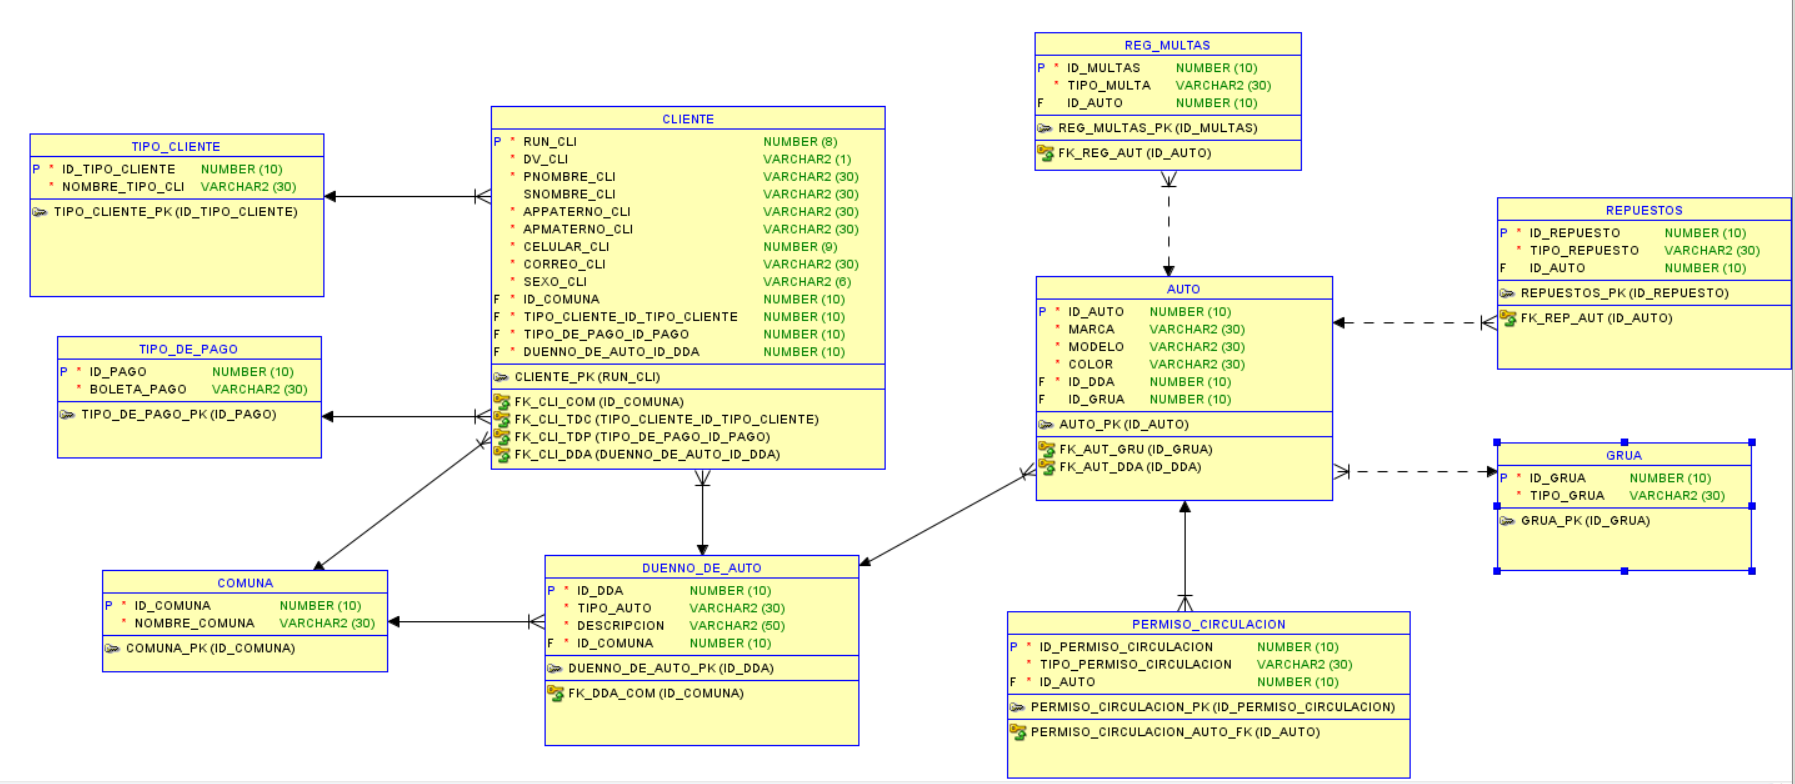 REG_MULTAS
P * ID_MULTAS NUMBER (10)
* TIPO_MULTA VARCHAR2 (30)
F ID_AUTO NUMBER (10)
REG_MULTAS_PK (ID_MULTAS)
FK_REG_AUT (ID_AUTO)
CLIENTE
P * RUN_CLI NUMBER (8)
* DV_CLI VARCHAR2 (1)
* PNOMBRE_CLI VARCHAR2 (30)
SNOMBRE_CLI VARCHAR2 (30)
* APPATERNO_CLI VARCHAR2 (30)
* APMATERNO_CLI VARCHAR2 (30)
* CELULAR_CLI NUMBER (9)
* CORREO_CLI VARCHAR2 (30)
* SEXO_CLI VARCHAR2 (6)
F * ID_COMUNA NUMBER (10)
F * TIPO_CLIENTE_ID_TIPO_CLIENTE NUMBER (10)
F * TIPO_DE_PAGO_ID_PAGO NUMBER (10)
F * DUENNO_DE_AUTO_ID_DDA NUMBER (10)
CLIENTE_PK (RUN_CLI)
FK_CLI_COM (ID_COMUNA)
FK_CLI_TDC (TIPO_CLIENTE_ID_TIPO_CLIENTE)
FK_CLI_TDP (TIPO_DE_PAGO_ID_PAGO)
FK_CLI_DDA (DUENNO_DE_AUTO_ID_DDA)
TIPO_CLIENTE
P * ID_TIPO_CLIENTE NUMBER (10)
* NOMBRE_TIPO_CLI VARCHAR2 (30)
TIPO_CLIENTE_PK (ID_TIPO_CLIENTE)
REPUESTOS
P * ID_REPUESTO NUMBER (10)
* TIPO_REPUESTO VARCHAR2 (30)
F ID_AUTO NUMBER (10)
REPUESTOS_PK (ID_REPUESTO)
FK_REP_AUT (ID_AUTO)
AUTO
P * ID_AUTO NUMBER (10)
* MARCA VARCHAR2 (30)
* MODELO VARCHAR2 (30)
* COLOR VARCHAR2 (30)
F * ID_DDA NUMBER (10)
F ID_GRUA NUMBER (10)
AUTO_PK (ID_AUTO)
FK_AUT_GRU (ID_GRUA)
FK_AUT_DDA (ID_DDA)
TIPO_DE_PAGO
P * ID_PAGO NUMBER (10)
* BOLETA_PAGO VARCHAR2 (30)
TIPO_DE_PAGO_PK (ID_PAGO)
GRUA
P * ID_GRUA NUMBER (10)
* TIPO_GRUA VARCHAR2 (30)
GRUA_PK (ID_GRUA)
COMUNA
P * ID_COMUNA NUMBER (10)
* NOMBRE_COMUNA VARCHAR2 (30)
COMUNA_PK (ID_COMUNA)
DUENNO_DE_AUTO
P * ID_DDA NUMBER (10)
* TIPO_AUTO VARCHAR2 (30)
* DESCRIPCION VARCHAR2 (50)
F * ID_COMUNA NUMBER (10)
DUENNO_DE_AUTO_PK (ID_DDA)
FK_DDA_COM (ID_COMUNA)
PERMISO_CIRCULACION
P * ID_PERMISO_CIRCULACION NUMBER (10)
* TIPO_PERMISO_CIRCULACION VARCHAR2 (30)
F * ID_AUTO NUMBER (10)
PERMISO_CIRCULACION_PK (ID_PERMISO_CIRCULACION)
PERMISO_CIRCULACION_AUTO_FK (ID_AUTO)